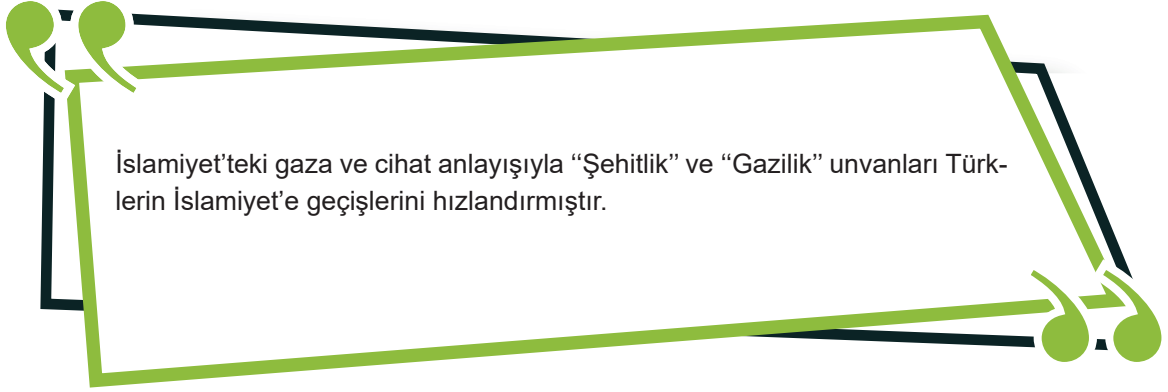 İslamiyet’teki gaza ve cihat anlayışıyla ‘‘Şehitlik’’ ve ‘‘Gazilik’’ unvanları Türk-
lerin İslamiyet’e geçişlerini hızlandırmıştır.